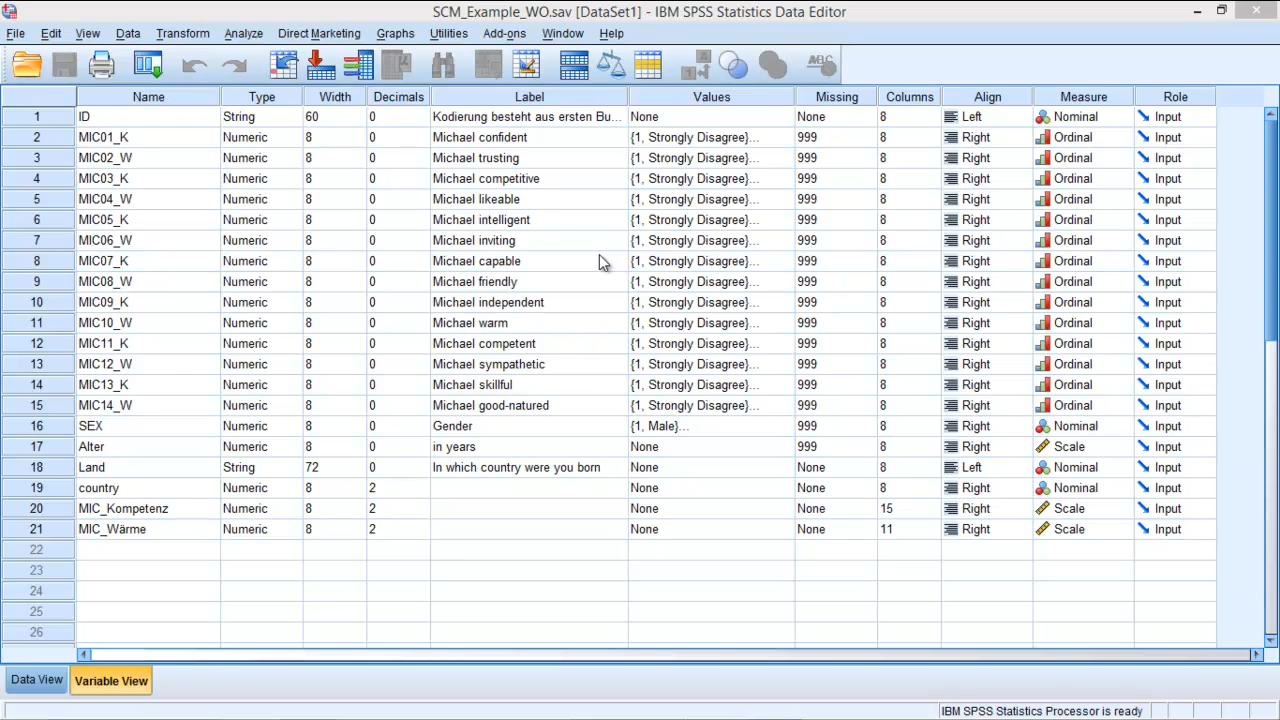 SCM_Example_WO.sav [DataSet1] - IBM SPSS Statistics Data Editor
File Edit View Data Transform Analyze Direct Marketing Graphs Utilities Add-ons Window Help
Name Type Width Decimals Label Values Missing Columns Align Measure Role
1 ID String 60 0 Kodierung besteht aus ersten Bu... None None 8 Left Nominal Input
2 MIC01_K Numeric 8 0 Michael confident {1, Strongly Disagree}... 999 8 Right Ordinal Input
3 MIC02_W Numeric 8 0 Michael trusting {1, Strongly Disagree}... 999 8 Right Ordinal Input
4 MIC03_K Numeric 8 0 Michael competitive {1, Strongly Disagree}... 999 8 Right Ordinal Input
5 MIC04_W Numeric 8 0 Michael likeable {1, Strongly Disagree}... 999 8 Right Ordinal Input
6 MIC05_K Numeric 8 0 Michael intelligent {1, Strongly Disagree}... 999 8 Right Ordinal Input
7 MIC06_W Numeric 8 0 Michael inviting {1, Strongly Disagree}... 999 8 Right Ordinal Input
8 MIC07_K Numeric 8 0 Michael capable {1, Strongly Disagree}... 999 8 Right Ordinal Input
9 MIC08_W Numeric 8 0 Michael friendly {1, Strongly Disagree}... 999 8 Right Ordinal Input
10 MIC09_K Numeric 8 0 Michael independent {1, Strongly Disagree}... 999 8 Right Ordinal Input
11 MIC10_W Numeric 8 0 Michael warm {1, Strongly Disagree}... 999 8 Right Ordinal Input
12 MIC11_K Numeric 8 0 Michael competent {1, Strongly Disagree}... 999 8 Right Ordinal Input
13 MIC12_W Numeric 8 0 Michael sympathetic {1, Strongly Disagree}... 999 8 Right Ordinal Input
14 MIC13_K Numeric 8 0 Michael skillful {1, Strongly Disagree}... 999 8 Right Ordinal Input
15 MIC14_W Numeric 8 0 Michael good-natured {1, Strongly Disagree}... 999 8 Right Ordinal Input
16 SEX Numeric 8 0 Gender {1, Male}... 999 8 Right Nominal Input
17 Alter Numeric 8 0 in years None 999 8 Right Scale Input
18 Land String 72 0 In which country were you born None None 8 Left Nominal Input
19 country Numeric 8 2 None None 8 Right Nominal Input
20 MIC_Kompetenz Numeric 8 2 None None 15 Right Scale Input
21 MIC_Wärme Numeric 8 2 None None 11 Right Scale Input
22
23
24
25
26
Data View Variable View
IBM SPSS Statistics Processor is ready